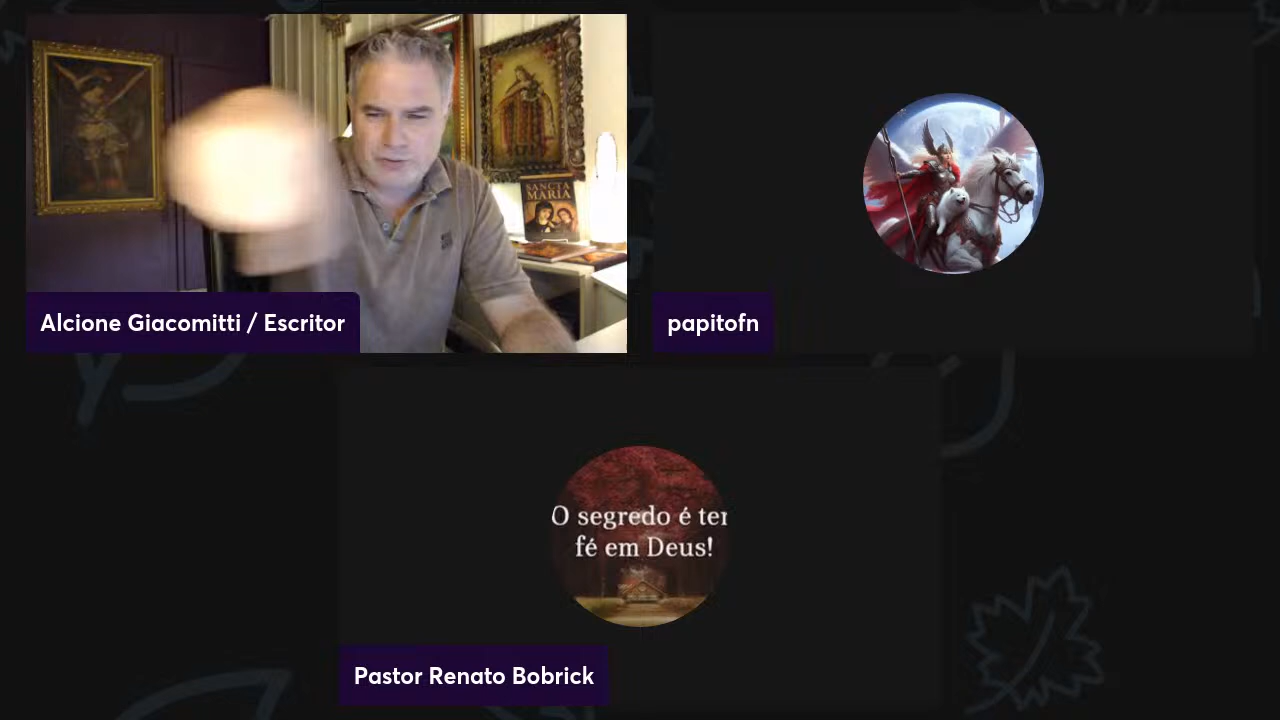 SANCTA
MARIA
Alcione Giacomitti / Escritor
papitofn
O segredo é ter
fé em Deus!
Pastor Renato Bobrick